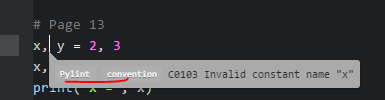 # Page 13
x, y = 2, 3
x,
Pylint convention C0103 Invalid constant name "x"
print("x = ", x)